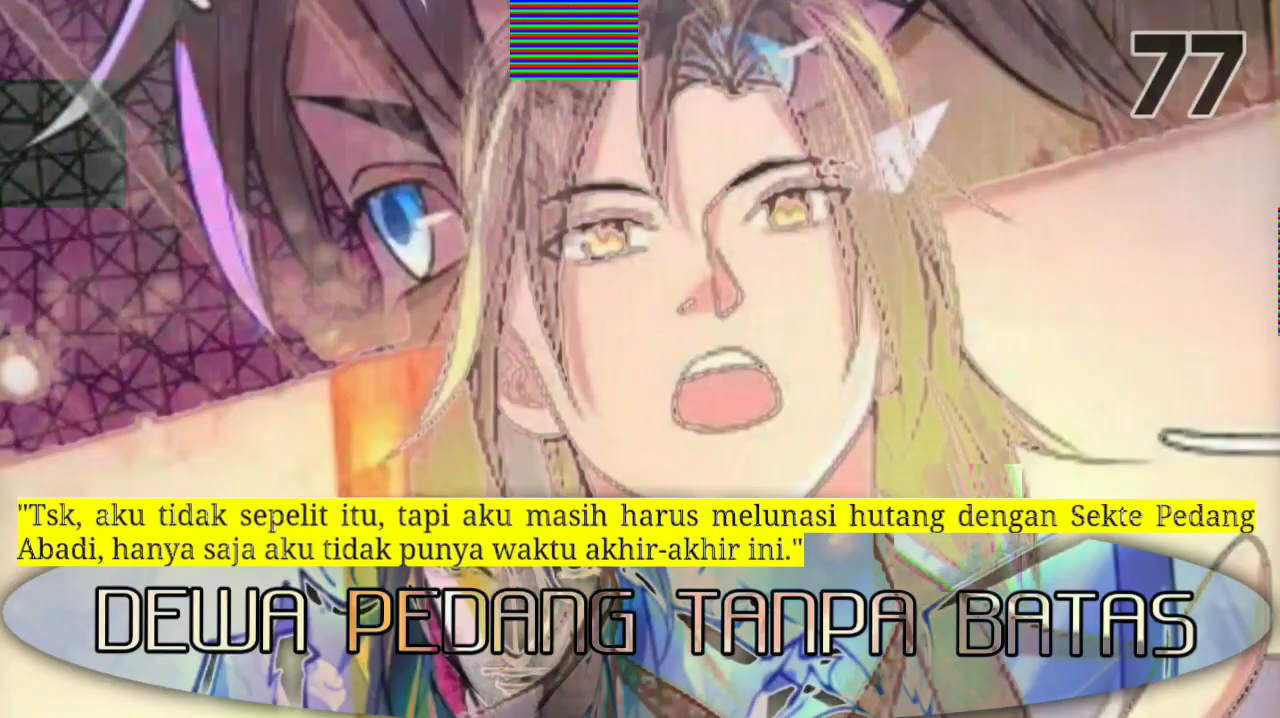 77
"Tsk, aku tidak sepelit itu, tapi aku masih harus melunasi hutang dengan Sekte Pedang
Abadi, hanya saja aku tidak punya waktu akhir-akhir ini."
DEWA PEDANG TANPA BATAS